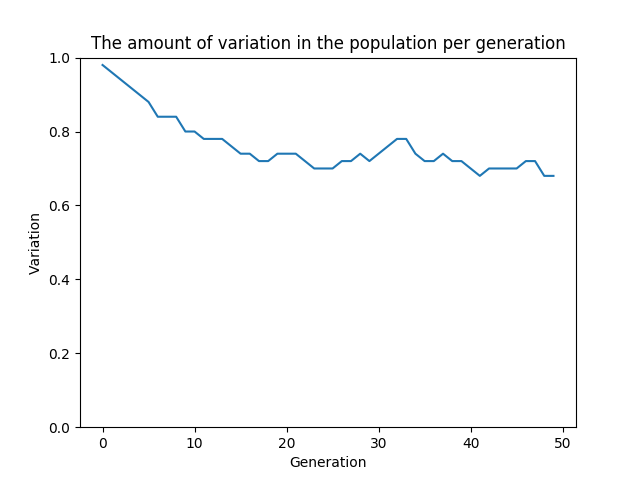 The amount of variation in the population per generation
1.0
0.8
0.6
0.4
0.2
0.0
Variation
0 10 20 30 40 50
Generation